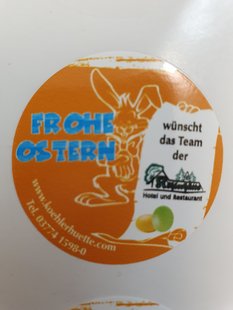 FROHE
OSTERN
wünscht
das Team
der
Hotel und Restaurant
www.koehlerhuette.com
Tel. 03774 1598-0